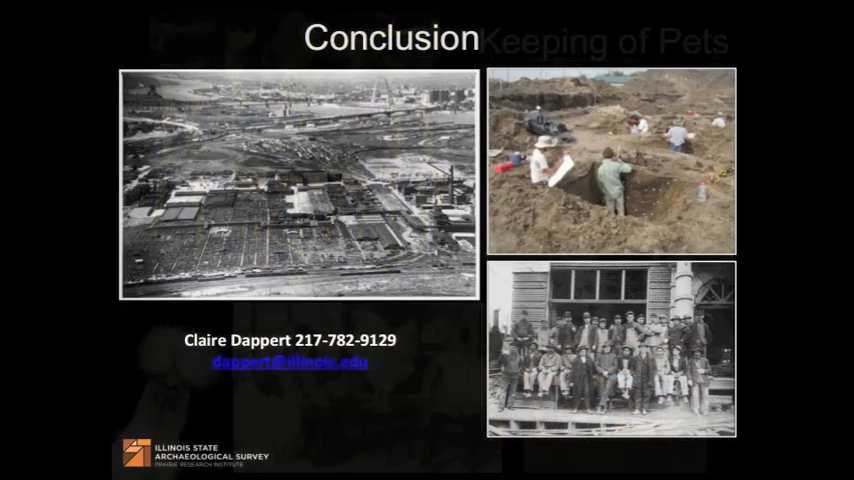 Conclusion
Keeping of Pets
Claire Dappert 217-782-9129
dappert@illinois.edu
ILLINOIS STATE
ARCHAEOLOGICAL SURVEY
PRAIRIE RESEARCH INSTITUTE